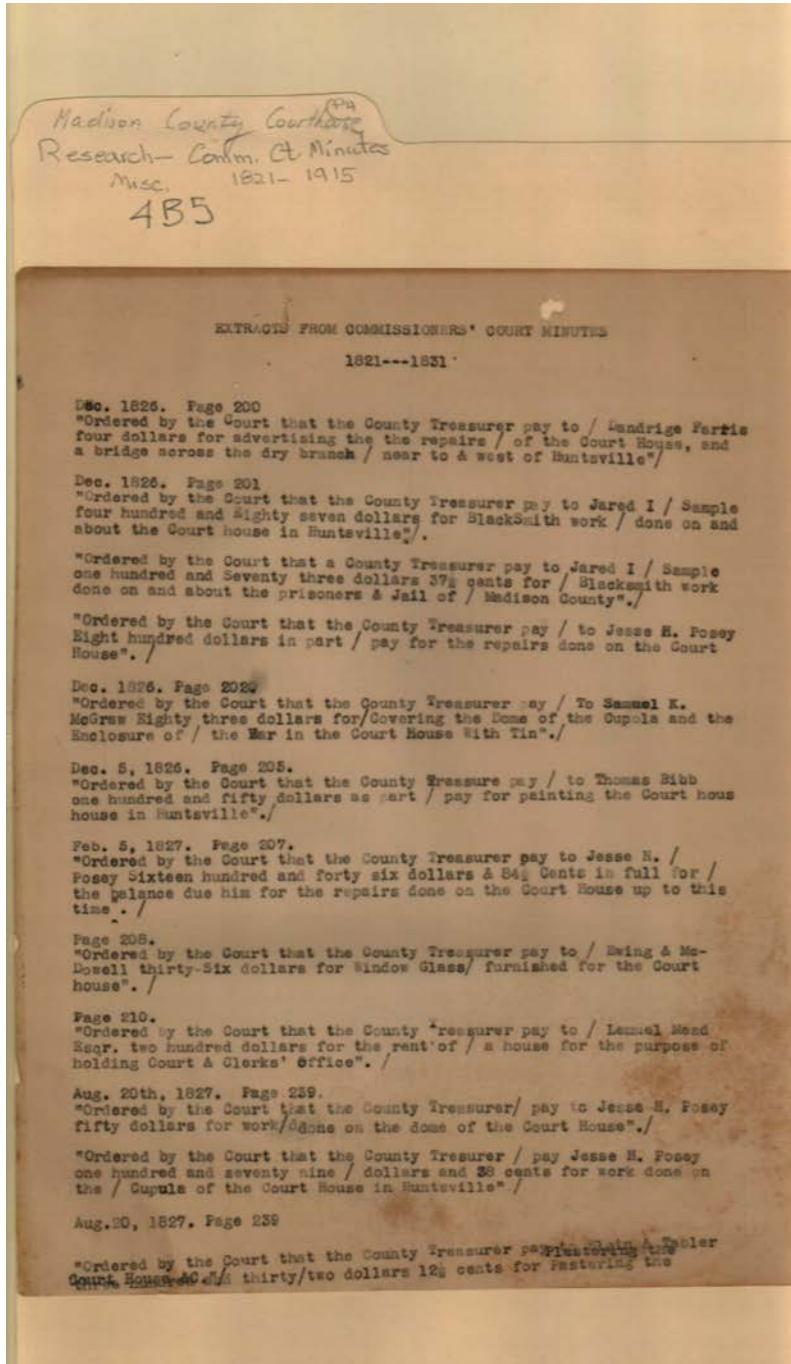 (P4)
Madison County Courthouse
Research- Comm. Ct. Minutes
Misc. 1821- 1915
4B5
EXTRACTS FROM COMMISSIONERS' COURT MINUTES
1821---1831
Dec. 1826. Page 200
"Ordered by the Court that the County Treasurer pay to / Dandrige Farris
four dollars for advertising the the repairs / of the Court House, and
a bridge across the dry branch / near to & west of Huntsville"/
Dec. 1826. Page 201
"Ordered by the Court that the County Treasurer pay to Jared I / Sample
four hundred and Eighty seven dollars for BlackSmith work / done on and
about the Court house in Huntsville"/.
"Ordered by the Court that a County Treasurer pay to Jared I / Sample
one hundred and Seventy three dollars 37½ cents for / Blacksmith work
done on and about the prisoners & Jail of / Madison County"./
"Ordered by the Court that the County Treasurer pay / to Jesse H. Posey
Eight hundred dollars in part / pay for the repairs done on the Court
House". /
Dec. 1826. Page 2020
"Ordered by the Court that the County Treasurer pay / To Samuel K.
McGraw Eighty three dollars for/Covering the Dome of the Cupola and the
Enclosure of / the Bar in the Court House With Tin"./
Dec. 5, 1826. Page 205.
"Ordered by the Court that the County Treasure pay / to Thomas Bibb
one hundred and fifty dollars as part / pay for painting the Court hous
house in Huntsville"./
Feb. 5, 1827. Page 207.
"Ordered by the Court that the County Treasurer pay to Jesse H. /
Posey Sixteen hundred and forty six dollars & 84½ Cents in full for /
the balance due him for the repairs done on the Court House up to this
time . /
Page 208.
"Ordered by the Court that the County Treasurer pay to / Ewing & Mc-
Dowell thirty-Six dollars for Window Glass/ furnished for the Court
house". /
Page 210.
"Ordered by the Court that the County Treasurer pay to / Lemuel Mead
Esqr. two hundred dollars for the rent of / a house for the purpose of
holding Court & Clerks' Office". /
Aug. 20th, 1827. Page 239.
"Ordered by the Court that the County Treasurer/ pay to Jesse H. Posey
fifty dollars for work/ddone on the dome of the Court House"./
"Ordered by the Court that the County Tresurer / pay Jesse H. Posey
one hundred and seventy nine / dollars and 38 cents for work done on
the / Cupula of the Court House in Huntsville" /
Aug.20, 1827. Page 239
"Ordered by the Court that the County Treasurer pay to & Tabler
thirty/two dollars 12½ cents for Pastering the
Plastering the
Court House &C."/